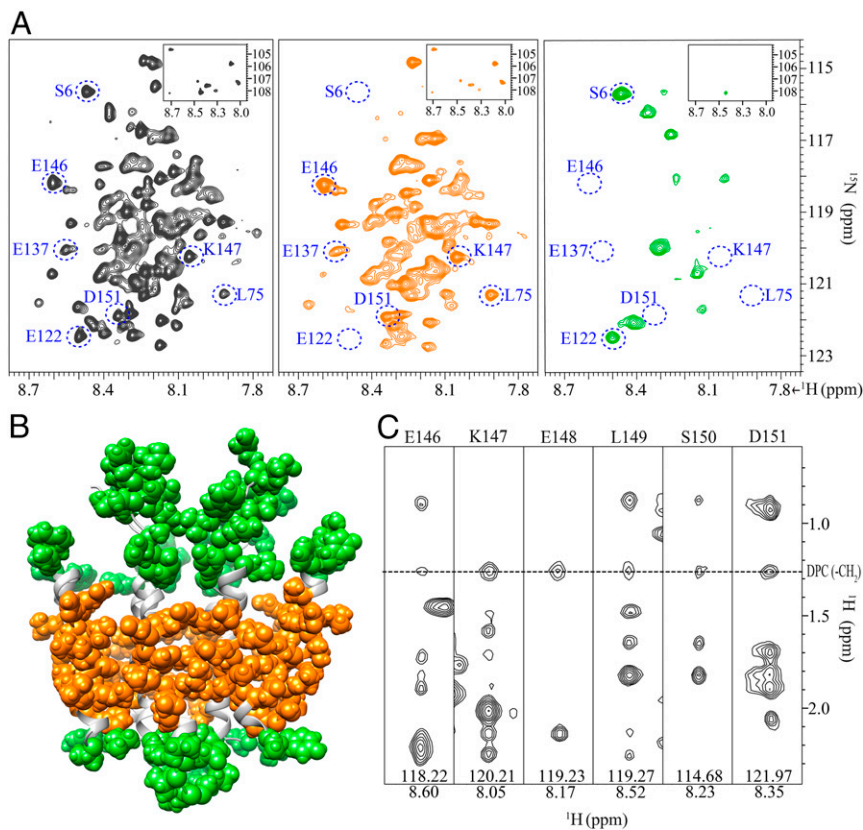 A
S6
E146
E137
K147
D151
L75
E122
105
106
107
108
8.7 8.5 8.3 8.0
8.7 8.4 8.1 7.8
S6
E146
E137
K147
D151
L75
E122
105
106
107
108
8.7 8.5 8.3 8.0
8.7 8.4 8.1 7.8
S6
E146
E137
K147
D151
L75
E122
105
106
107
108
8.7 8.5 8.3 8.0
8.7 8.4 8.1 7.8
115
117
119
121
123
¹⁵N (ppm)
←¹H (ppm)
B
C
E146 K147 E148 L149 S150 D151
1.0
DPC (-CH₂)
1.5
2.0
¹H (ppm)
118.22 120.21 119.23 119.27 114.68 121.97
8.60 8.05 8.17 8.52 8.23 8.35
¹H (ppm)